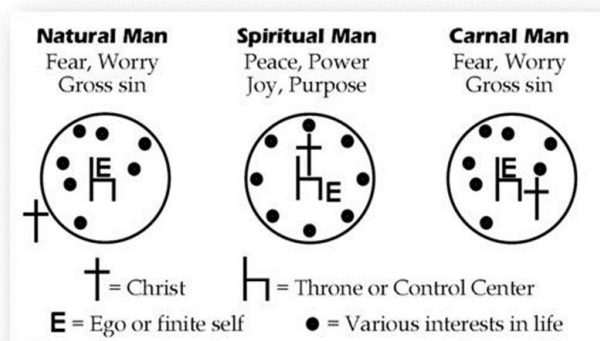 Natural Man
Fear, Worry
Gross sin
Spiritual Man
Peace, Power
Joy, Purpose
Carnal Man
Fear, Worry
Gross sin
E
E
E
= Christ
= Throne or Control Center
E = Ego or finite self
= Various interests in life